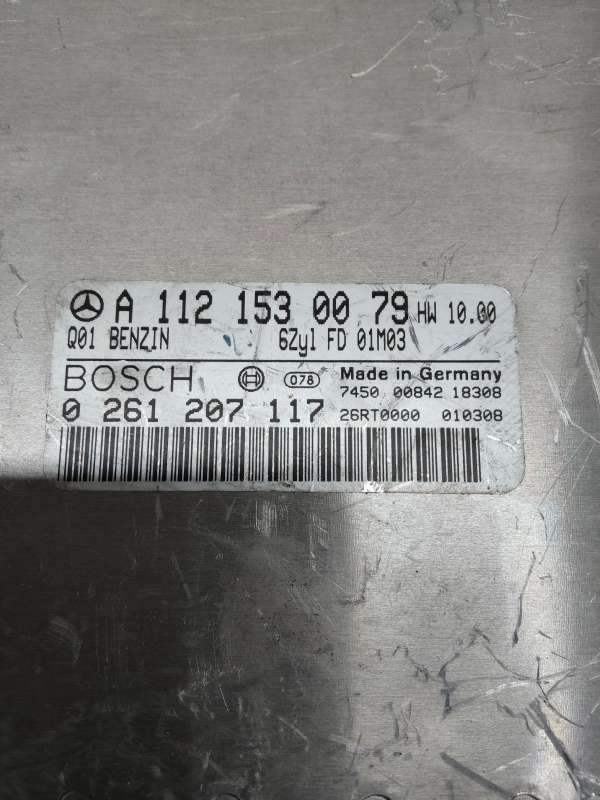 A 112 153 00 79 HW 10.00
Q01 BENZIN 6Zyl FD 01M03
BOSCH 078 Made in Germany
7450 00842 18308
0 261 207 117 26RT0000 010308